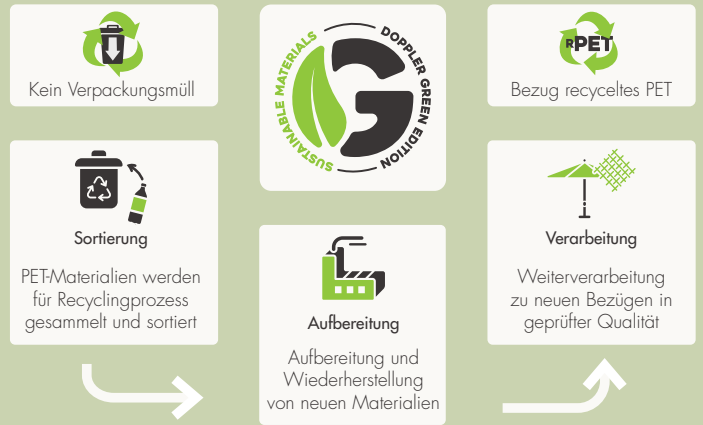 Kein Verpackungsmüll
SUSTAINABLE MATERIALS
DOPPLER GREEN EDITION
G
RPET
Bezug recyceltes PET
Sortierung
PET-Materialien werden
für Recyclingprozess
gesammelt und sortiert
Aufbereitung
Aufbereitung und
Wiederherstellung
von neuen Materialien
Verarbeitung
Weiterverarbeitung
zu neuen Bezügen in
geprüfter Qualität